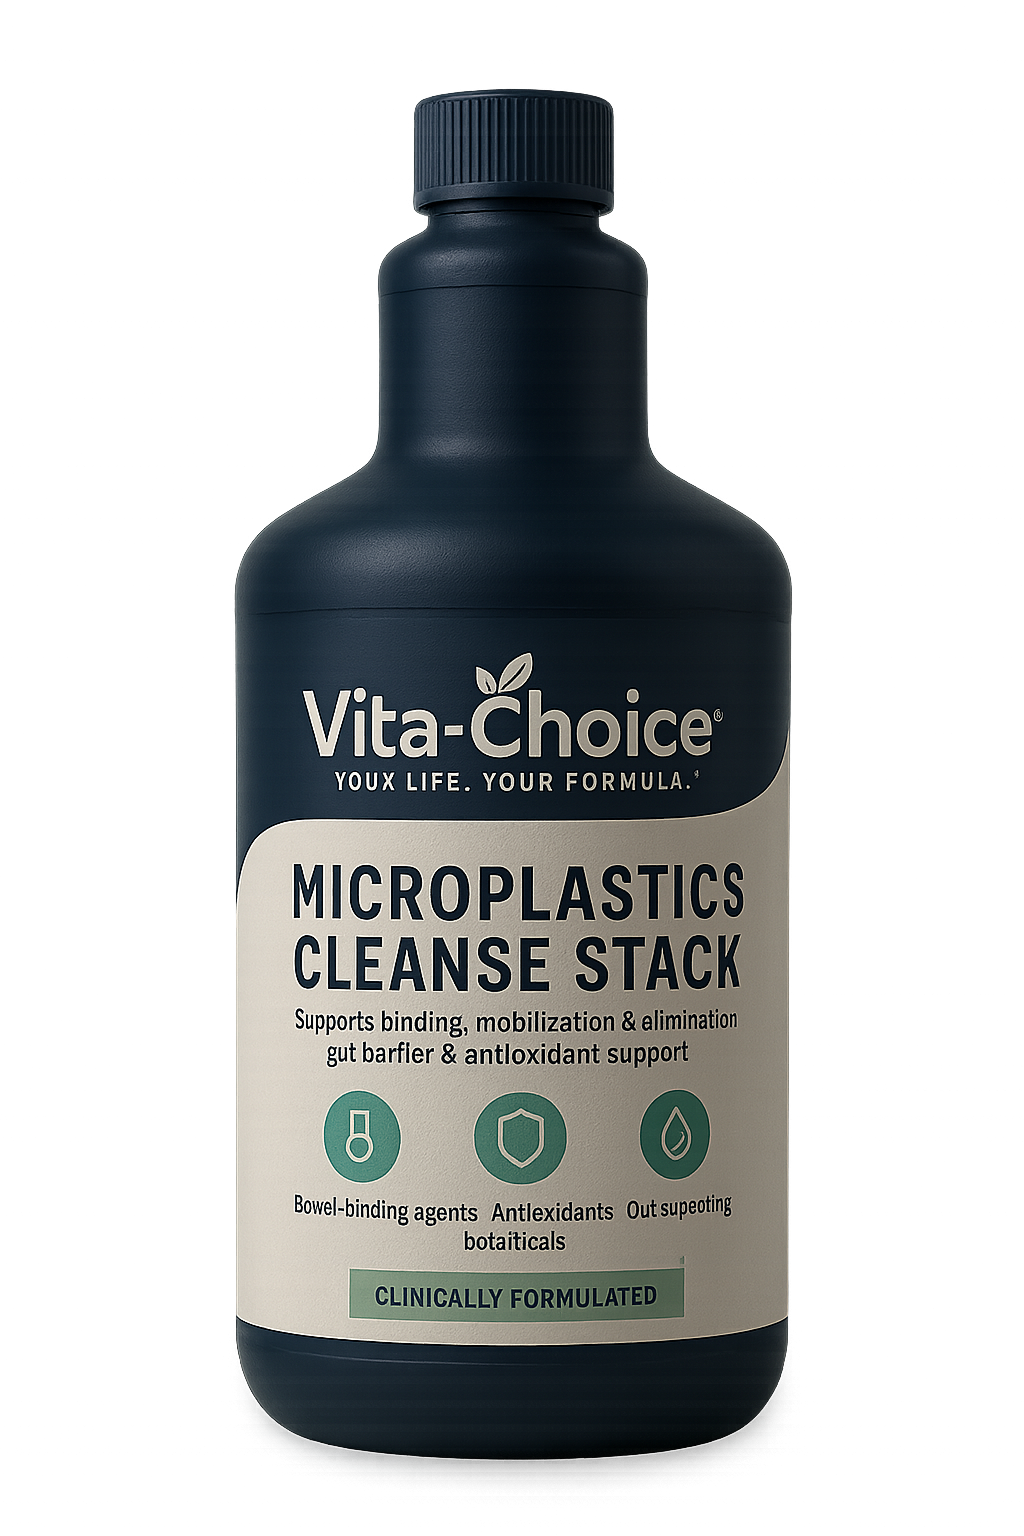 Vita-Choice®
YOUX LIFE. YOUR FORMULA.
MICROPLASTICS
CLEANSE STACK
Supports binding, mobilization & elimination
gut barfler & antloxidant support
Bowel-binding agents Antlexidants Out supeoting
botaiticals
CLINICALLY FORMULATED